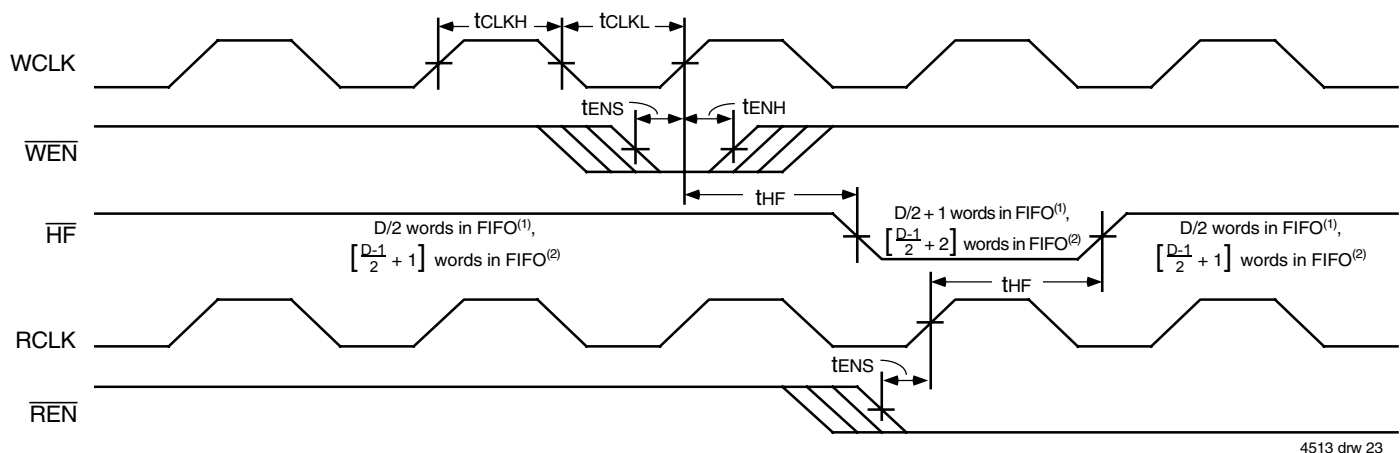 tCLKH
tCLKL
WCLK
tENS
tENH
WEN
tHF
HF
D/2 words in FIFO(1),
[D-1/2 + 1] words in FIFO(2)
D/2 + 1 words in FIFO(1),
[D-1/2 + 2] words in FIFO(2)
D/2 words in FIFO(1),
[D-1/2 + 1] words in FIFO(2)
tHF
RCLK
tENS
REN
4513 drw 23